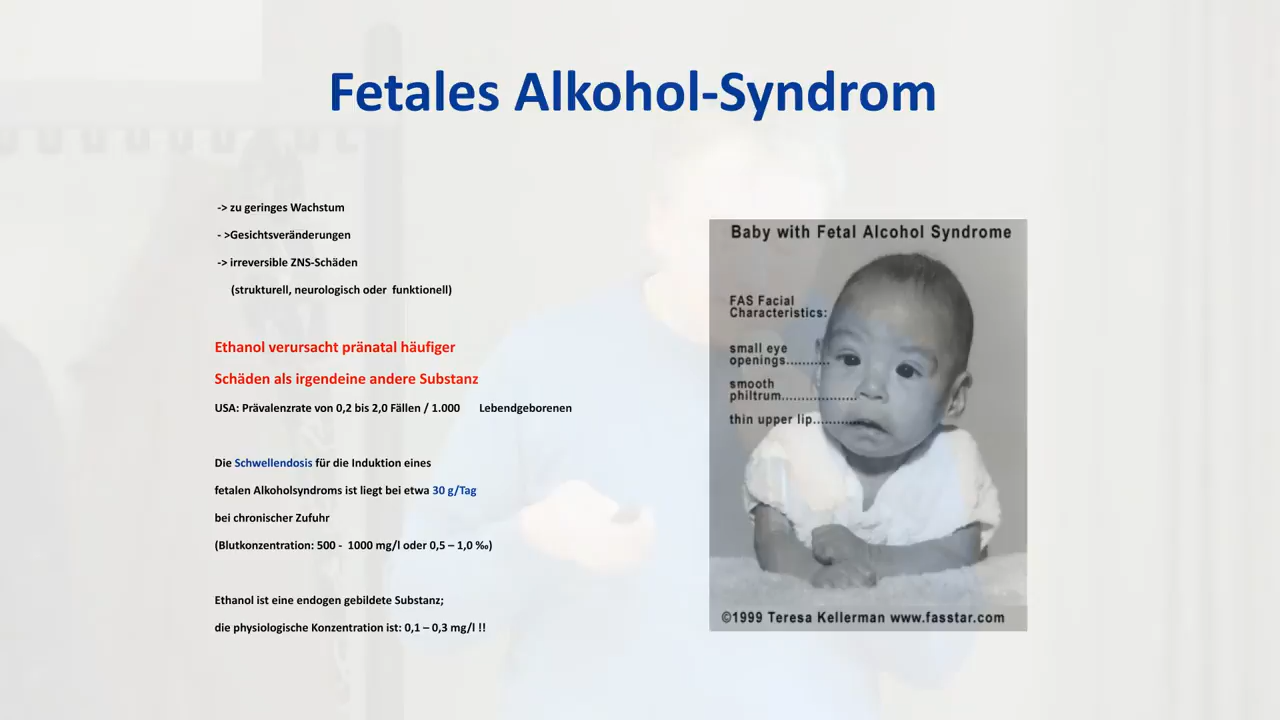 Fetales Alkohol-Syndrom
-> zu geringes Wachstum
- >Gesichtsveränderungen
-> irreversible ZNS-Schäden
(strukturell, neurologisch oder funktionell)
Ethanol verursacht pränatal häufiger
Schäden als irgendeine andere Substanz
USA: Prävalenzrate von 0,2 bis 2,0 Fällen / 1.000 Lebendgeborenen
Die Schwellendosis für die Induktion eines
fetalen Alkoholsyndroms ist liegt bei etwa 30 g/Tag
bei chronischer Zufuhr
(Blutkonzentration: 500 - 1000 mg/l oder 0,5 – 1,0 ‰)
Ethanol ist eine endogen gebildete Substanz;
die physiologische Konzentration ist: 0,1 – 0,3 mg/l !!
Baby with Fetal Alcohol Syndrome
FAS Facial
Characteristics:
small eye
openings...........
smooth
philtrum..................
thin upper lip............
©1999 Teresa Kellerman www.fasstar.com